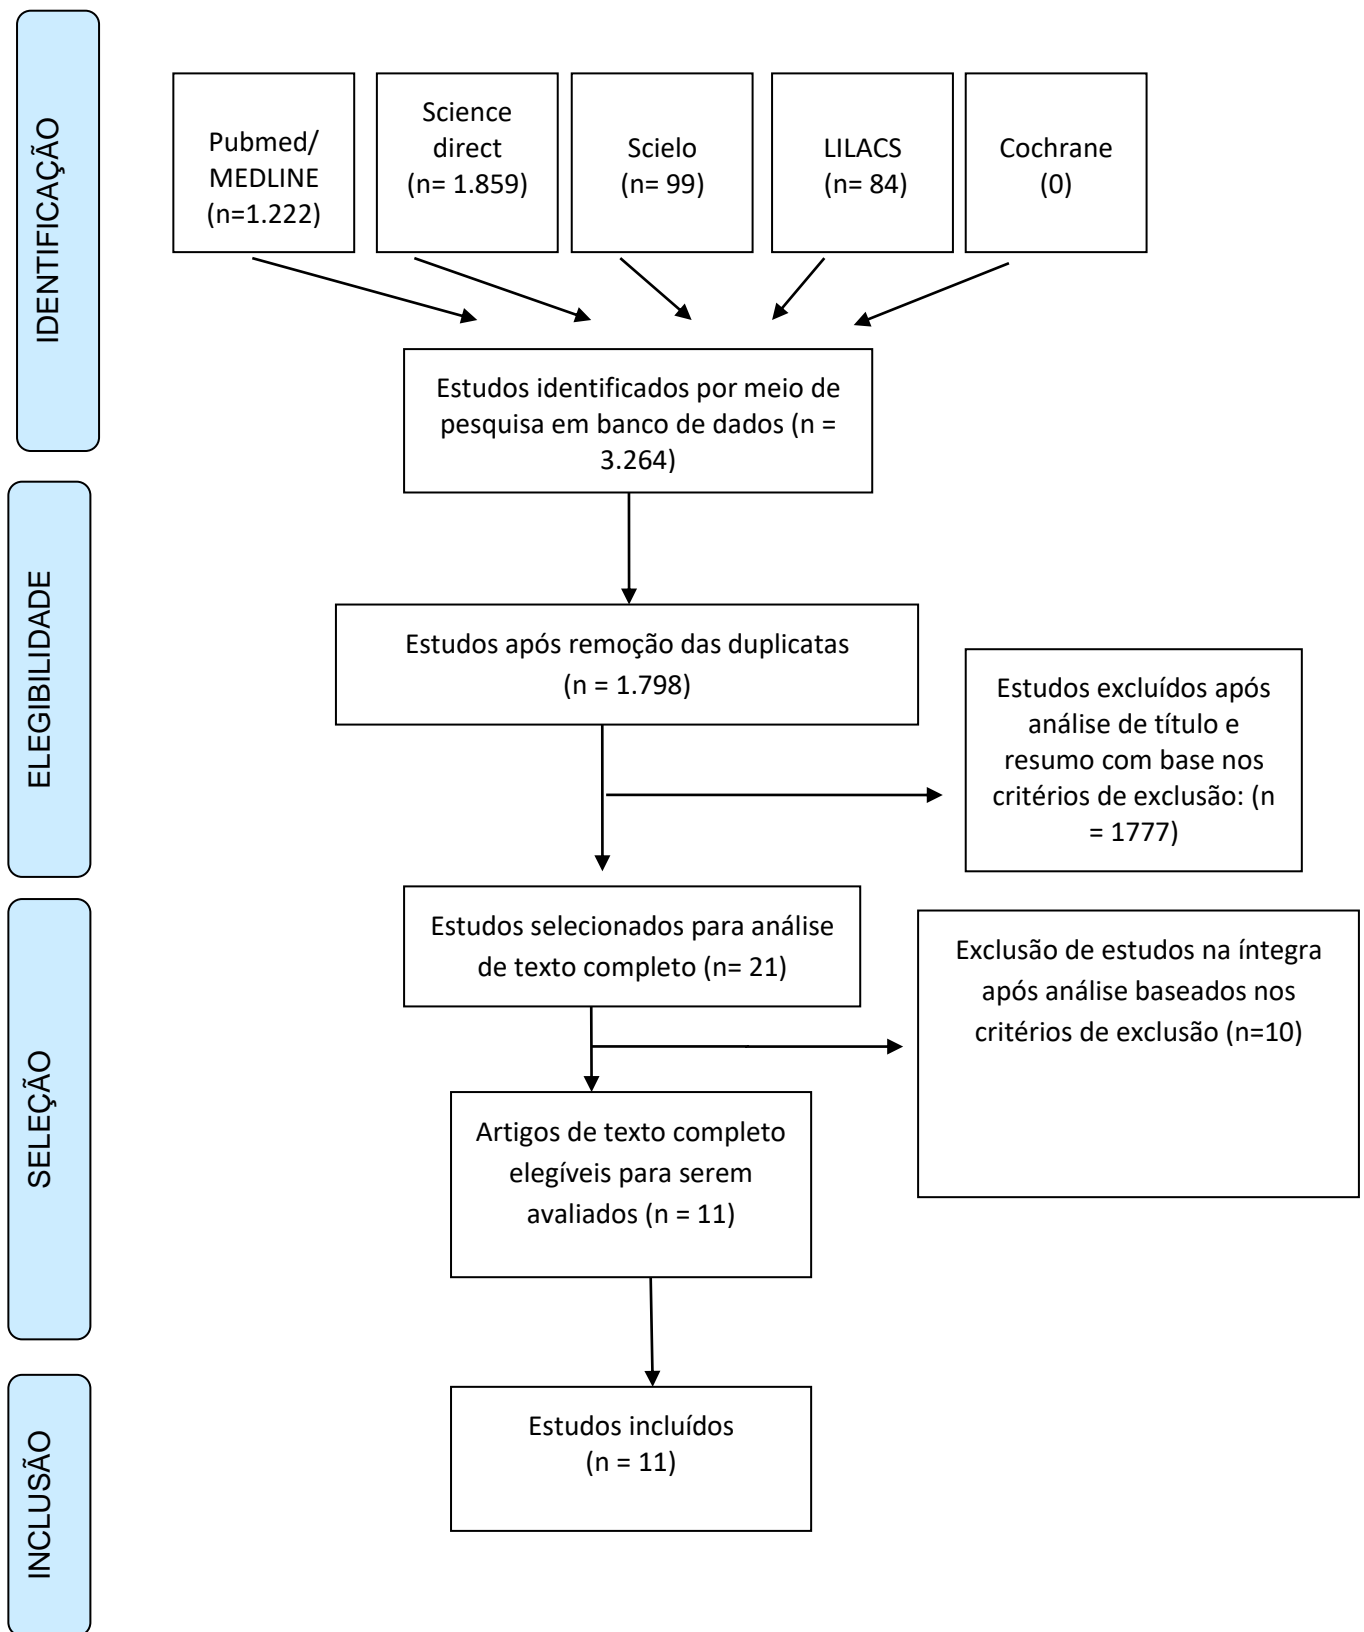 IDENTIFICAÇÃO
Pubmed/
MEDLINE
(n=1.222)
Science
direct
(n= 1.859)
Scielo
(n= 99)
LILACS
(n= 84)
Cochrane
(0)
Estudos identificados por meio de
pesquisa em banco de dados (n =
3.264)
ELEGIBILIDADE
Estudos após remoção das duplicatas
(n = 1.798)
Estudos excluídos após
análise de título e
resumo com base nos
critérios de exclusão: (n
= 1777)
SELEÇÃO
Estudos selecionados para análise
de texto completo (n= 21)
Exclusão de estudos na íntegra
após análise baseados nos
critérios de exclusão (n=10)
Artigos de texto completo
elegíveis para serem
avaliados (n = 11)
INCLUSÃO
Estudos incluídos
(n = 11)